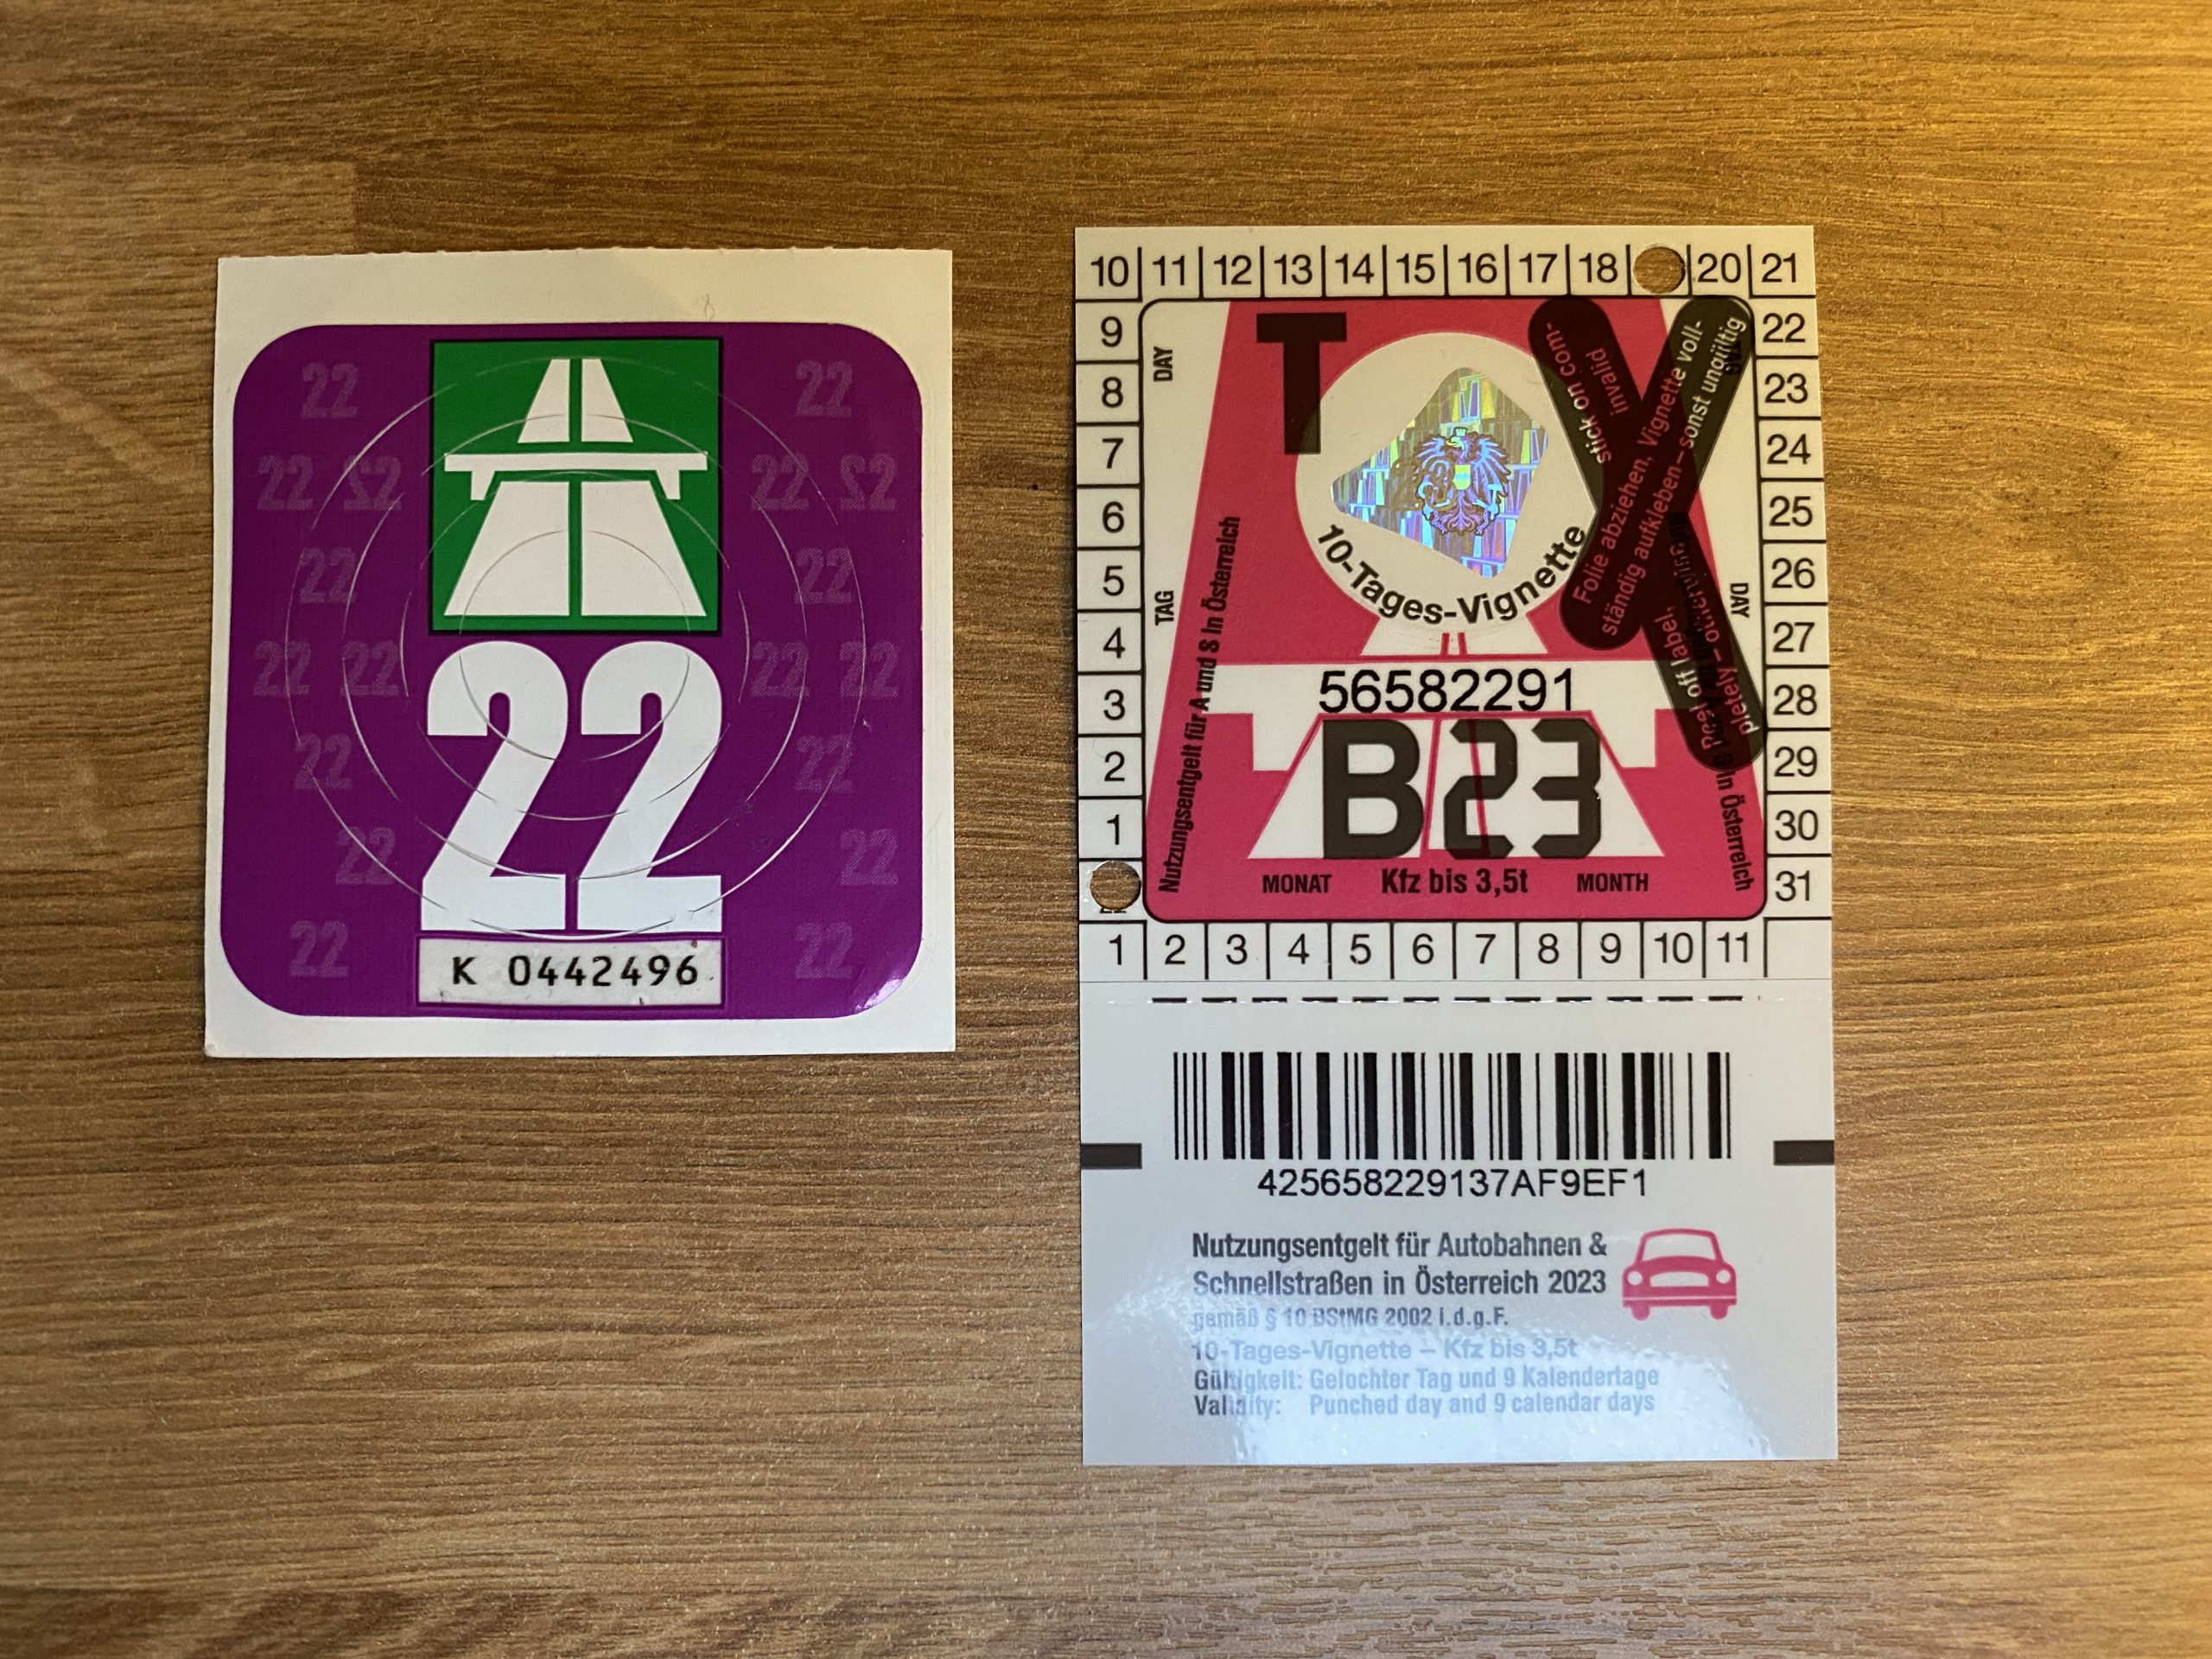 22 22
22 22 22 22
22 22
22 22 22 22
22 22
22 22
22 22
22
K 0442496
10 11 12 13 14 15 16 17 18 20 21
9 22
8 23
7 24
6 25
5 26
4 27
3 28
2 29
1 30
31
1 2 3 4 5 6 7 8 9 10 11
DAY
TAG
DAY
T
10-Tages-Vignette
Nutzungsentgelt für A und S in Österreich
in Österreich
Folie abziehen, Vignette voll-
ständig aufkleben – sonst ungültig
Peel off label, stick on com-
pletely – otherwise invalid
56582291
B23
MONAT Kfz bis 3,5t MONTH
425658229137AF9EF1
Nutzungsentgelt für Autobahnen &
Schnellstraßen in Österreich 2023
gemäß § 10 BStMG 2002 i.d.g.F.
10-Tages-Vignette – Kfz bis 3,5t
Gültigkeit: Gelochter Tag und 9 Kalendertage
Validity: Punched day and 9 calendar days